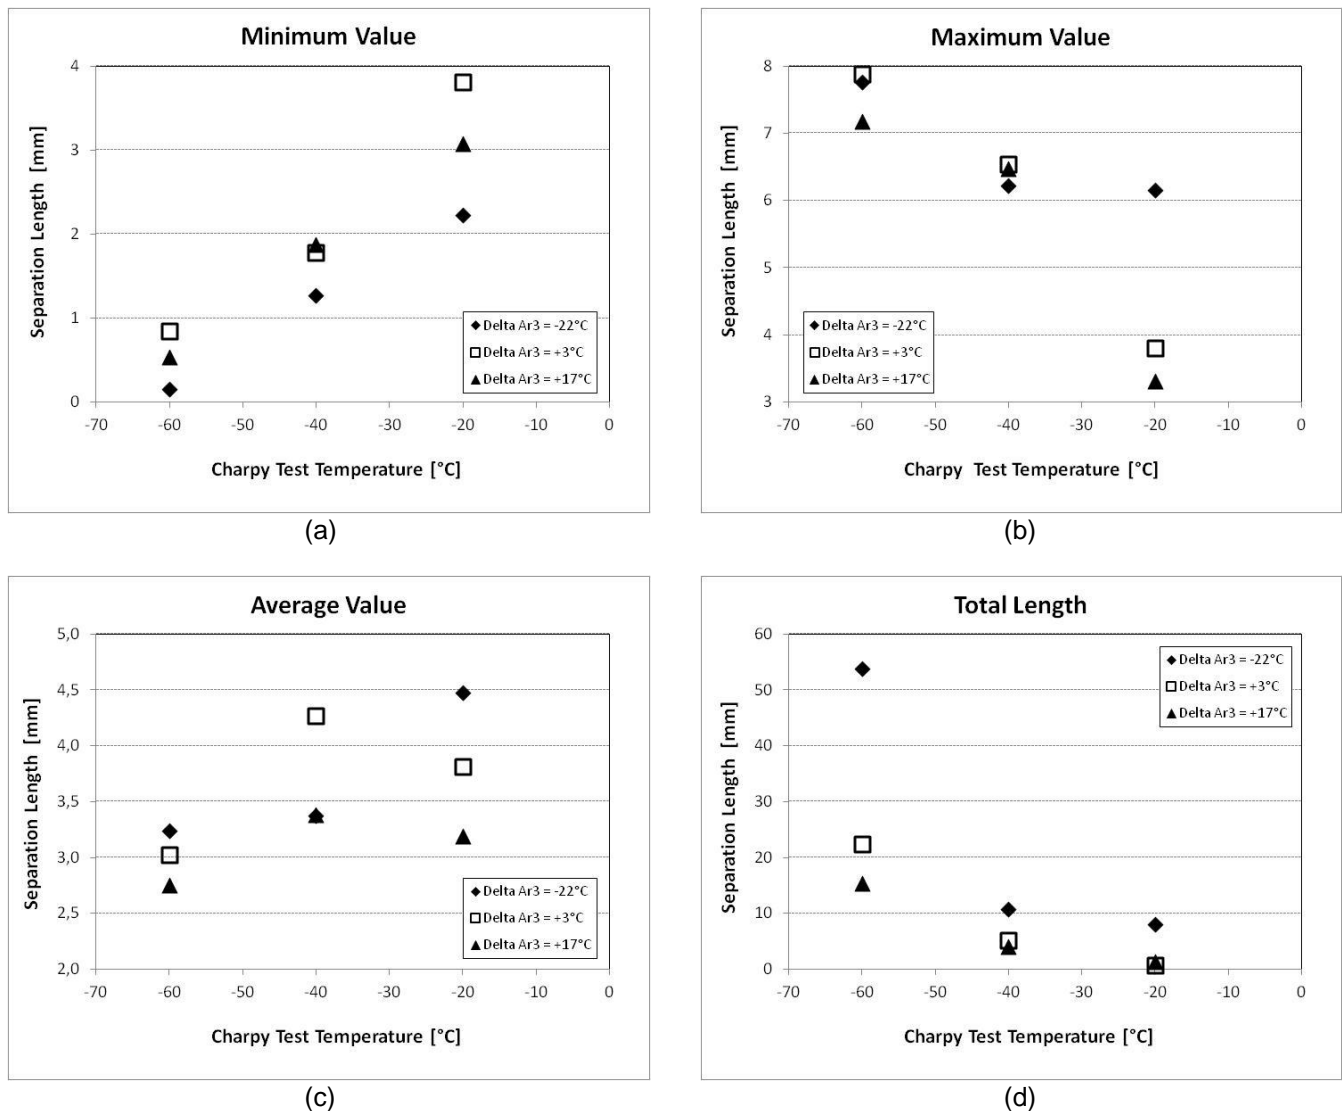 Minimum Value
4
3
2
1
0
-70 -60 -50 -40 -30 -20 -10 0
Separation Length [mm]
Charpy Test Temperature [°C]
Delta Ar3 = -22°C
Delta Ar3 = +3°C
Delta Ar3 = +17°C
(a)
Maximum Value
8
7
6
5
4
3
-70 -60 -50 -40 -30 -20 -10 0
Separation Length [mm]
Charpy Test Temperature [°C]
Delta Ar3 = -22°C
Delta Ar3 = +3°C
Delta Ar3 = +17°C
(b)
Average Value
5,0
4,5
4,0
3,5
3,0
2,5
2,0
-70 -60 -50 -40 -30 -20 -10 0
Separation Length [mm]
Charpy Test Temperature [°C]
Delta Ar3 = -22°C
Delta Ar3 = +3°C
Delta Ar3 = +17°C
(c)
Total Length
60
50
40
30
20
10
0
-70 -60 -50 -40 -30 -20 -10 0
Separation Length [mm]
Charpy Test Temperature [°C]
Delta Ar3 = -22°C
Delta Ar3 = +3°C
Delta Ar3 = +17°C
(d)